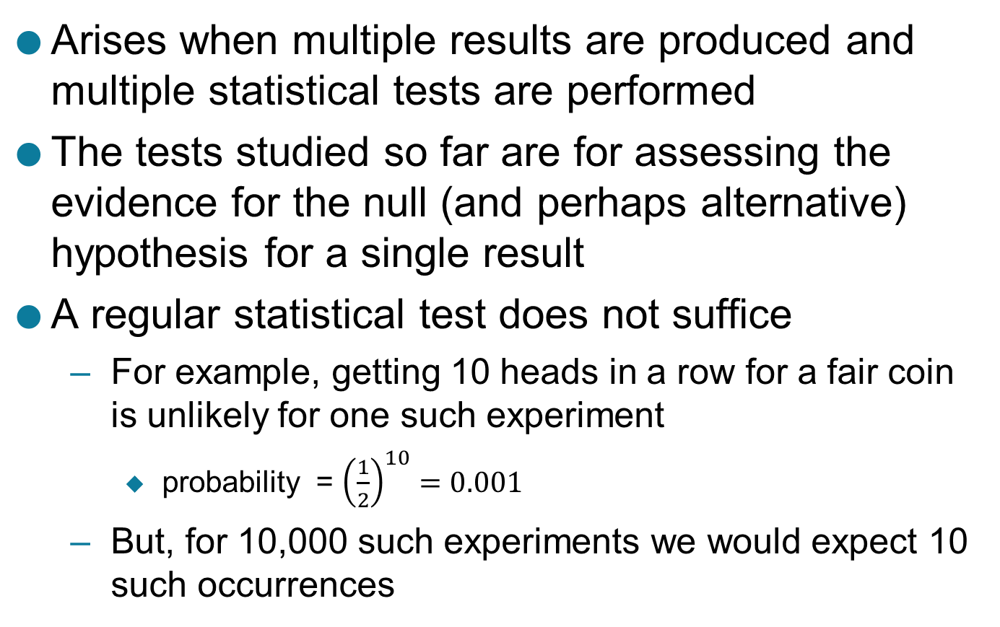 ● Arises when multiple results are produced and
multiple statistical tests are performed
● The tests studied so far are for assessing the
evidence for the null (and perhaps alternative)
hypothesis for a single result
● A regular statistical test does not suffice
– For example, getting 10 heads in a row for a fair coin
is unlikely for one such experiment
◆ probability = (1/2)^10 = 0.001
– But, for 10,000 such experiments we would expect 10
such occurrences